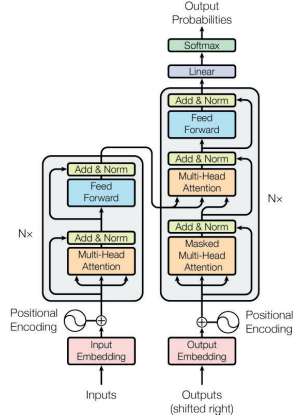 Output
Probabilities
Softmax
Linear
Add & Norm
Feed
Forward
Add & Norm
Multi-Head
Attention
Nx
Add & Norm
Masked
Multi-Head
Attention
Add & Norm
Feed
Forward
Nx
Add & Norm
Multi-Head
Attention
Positional
Encoding
Positional
Encoding
Input
Embedding
Output
Embedding
Inputs
Outputs
(shifted right)